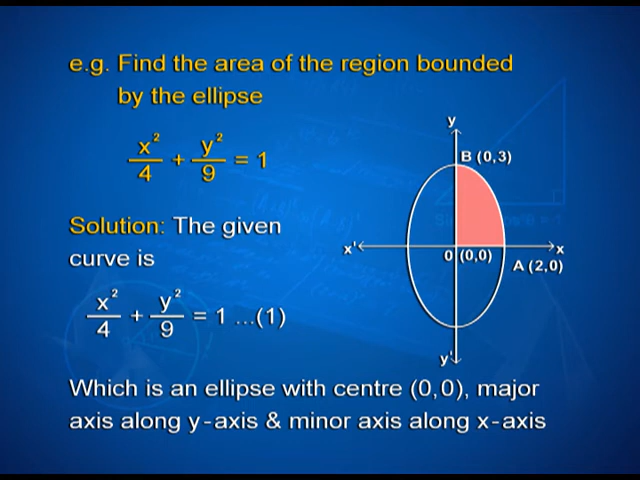 e.g. Find the area of the region bounded
by the ellipse
x²/4 + y²/9 = 1
Solution: The given
curve is
x²/4 + y²/9 = 1 ...(1)
y
B (0,3)
x'
0 (0,0)
x
A (2,0)
y'
Which is an ellipse with centre (0,0), major
axis along y-axis & minor axis along x-axis